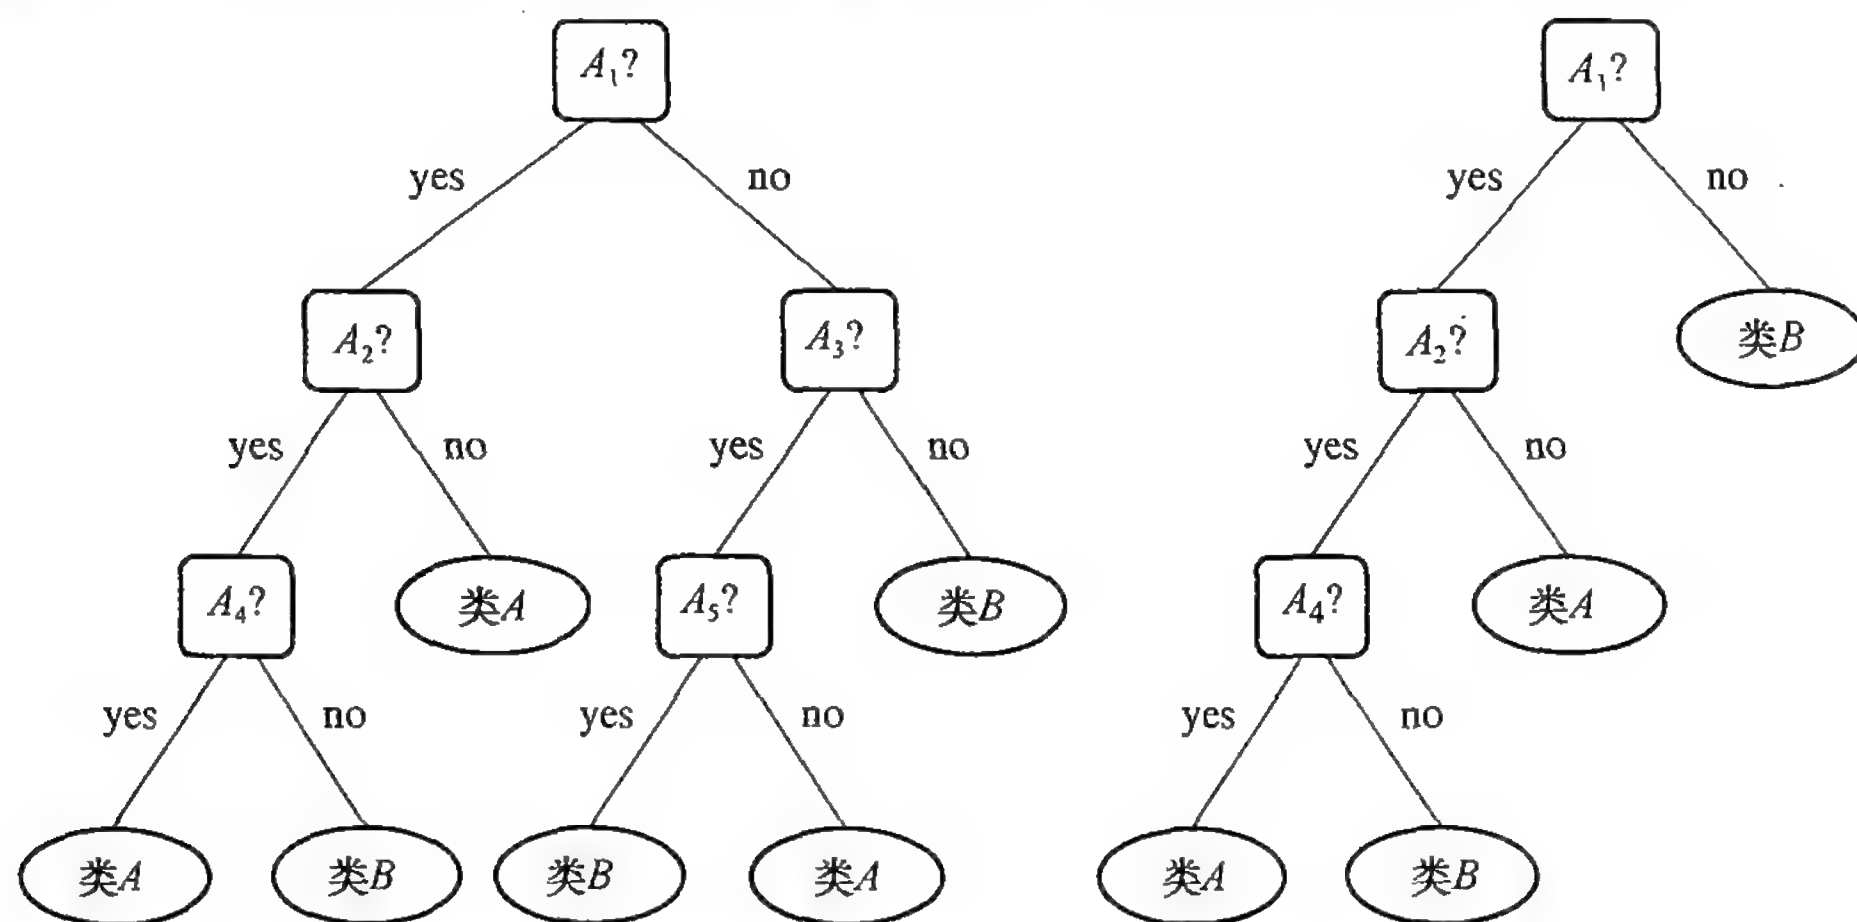 A₁? A₁?
yes no yes no
A₂? A₃? A₂? 类B
yes no yes no yes no
A₄? 类A A₅? 类B A₄? 类A
yes no yes no yes no
类A 类B 类B 类A 类A 类B